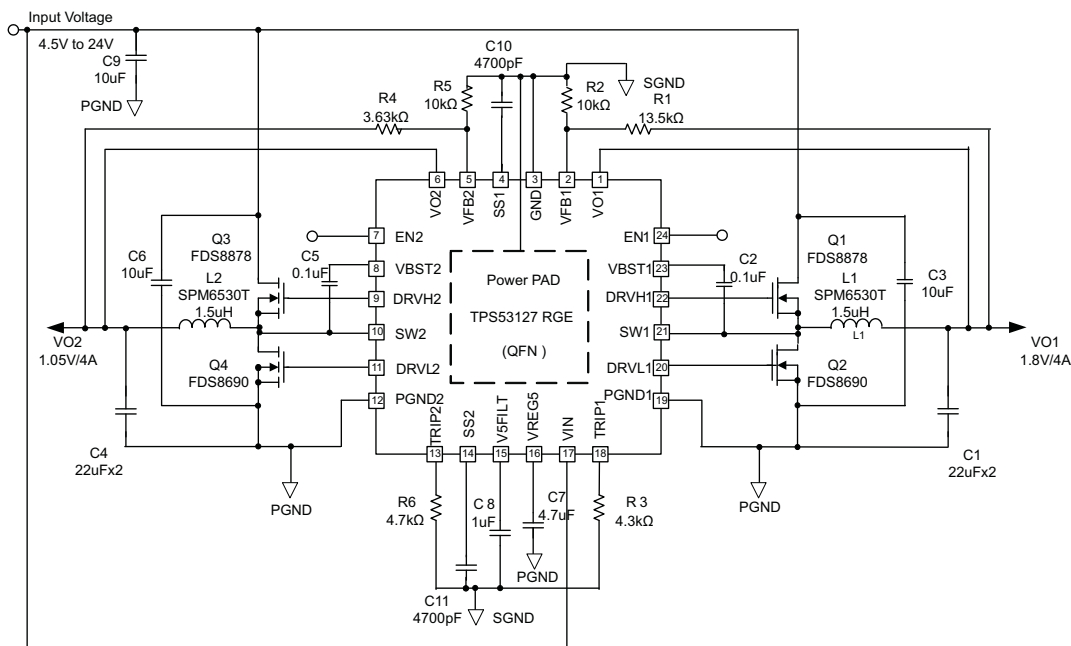 Input Voltage
4.5V to 24V
C9
10uF
PGND
C10
4700pF
R5
10kΩ
R2
10kΩ
SGND
R4
3.63kΩ
R1
13.5kΩ
6
5
4
3
2
1
VO2
VFB2
SS1
GND
VFB1
VO1
7
EN2
8
VBST2
9
DRVH2
10
SW2
11
DRVL2
12
PGND2
24
EN1
23
VBST1
22
DRVH1
21
SW1
20
DRVL1
19
PGND1
Power PAD
TPS53127 RGE
(QFN )
Q3
FDS8878
C6
10uF
L2
SPM6530T
1.5uH
C5
0.1uF
Q4
FDS8690
VO2
1.05V/4A
C4
22uFx2
PGND
C2
0.1uF
Q1
FDS8878
L1
SPM6530T
1.5uH
L1
C3
10uF
Q2
FDS8690
VO1
1.8V/4A
C1
22uFx2
PGND
TRIP2
SS2
V5FILT
VREG5
VIN
TRIP1
13
14
15
16
17
18
R6
4.7kΩ
C 8
1uF
C7
4.7uF
R 3
4.3kΩ
PGND
C11
4700pF
SGND